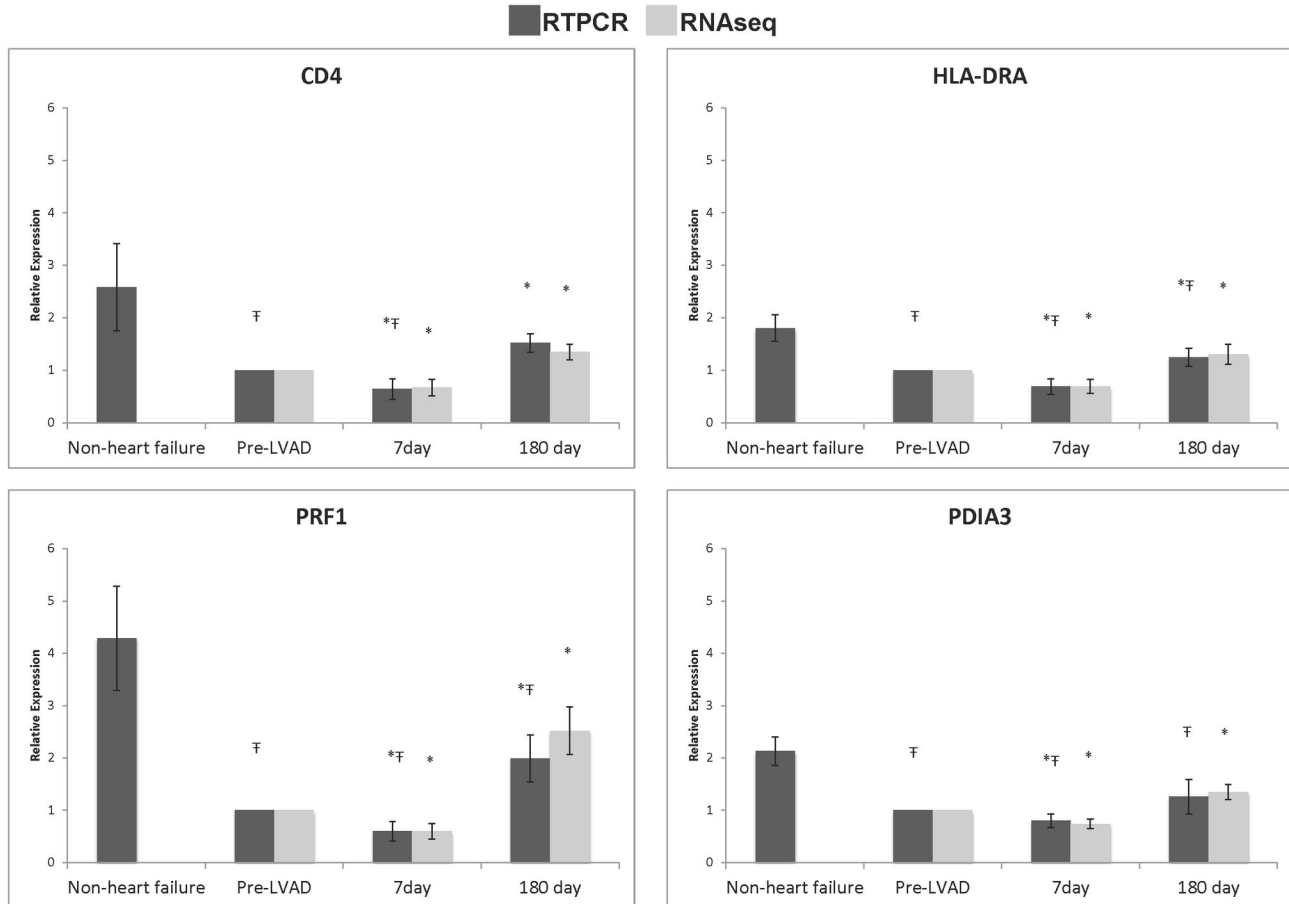 RTPCR RNAseq
CD4
Relative Expression
6
5
4
3
2
1
0
Ŧ
*Ŧ
*
*
*
Non-heart failure Pre-LVAD 7day 180 day
HLA-DRA
Relative Expression
6
5
4
3
2
1
0
Ŧ
*Ŧ
*
*Ŧ
*
Non-heart failure Pre-LVAD 7day 180 day
PRF1
Relative Expression
6
5
4
3
2
1
0
Ŧ
*Ŧ
*
*Ŧ
*
Non-heart failure Pre-LVAD 7day 180 day
PDIA3
Relative Expression
6
5
4
3
2
1
0
Ŧ
*Ŧ
*
Ŧ
*
Non-heart failure Pre-LVAD 7day 180 day